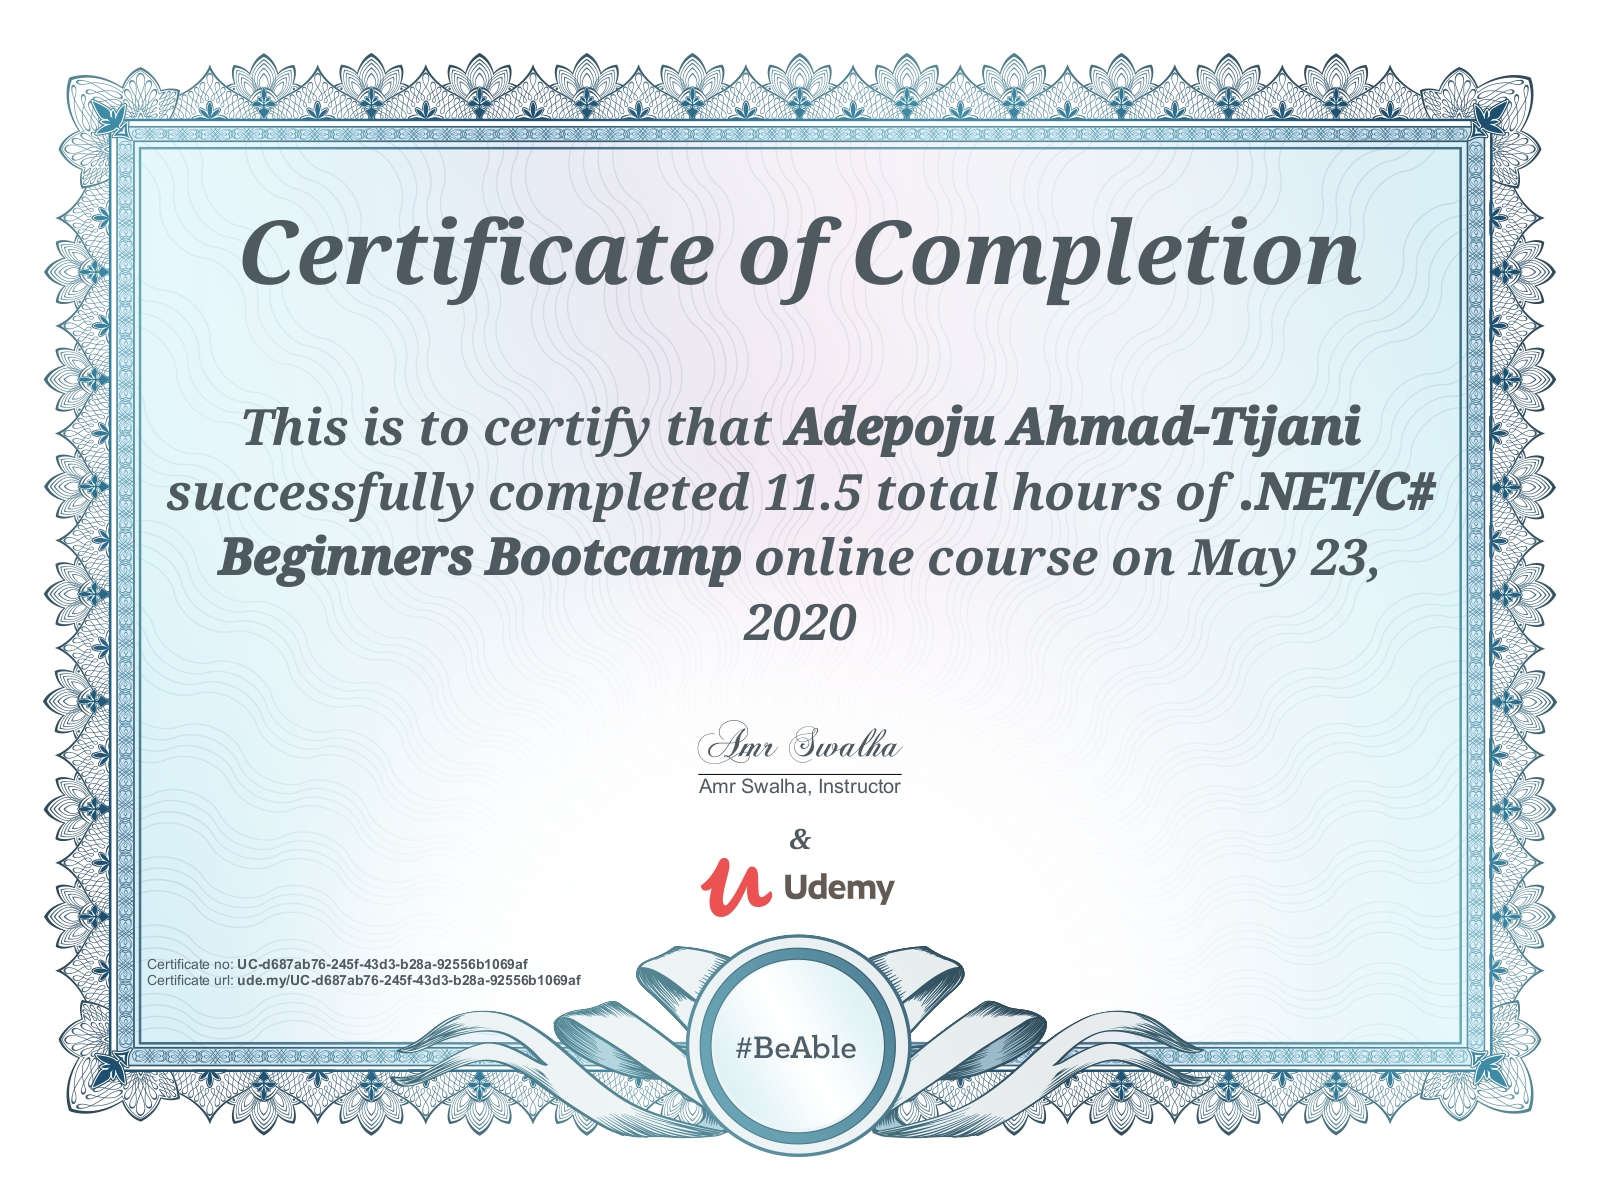 Certificate of Completion
This is to certify that Adepoju Ahmad-Tijani
successfully completed 11.5 total hours of .NET/C#
Beginners Bootcamp online course on May 23,
2020
Amr Swalha
Amr Swalha, Instructor
&
Udemy
Certificate no: UC-d687ab76-245f-43d3-b28a-92556b1069af
Certificate url: ude.my/UC-d687ab76-245f-43d3-b28a-92556b1069af
#BeAble